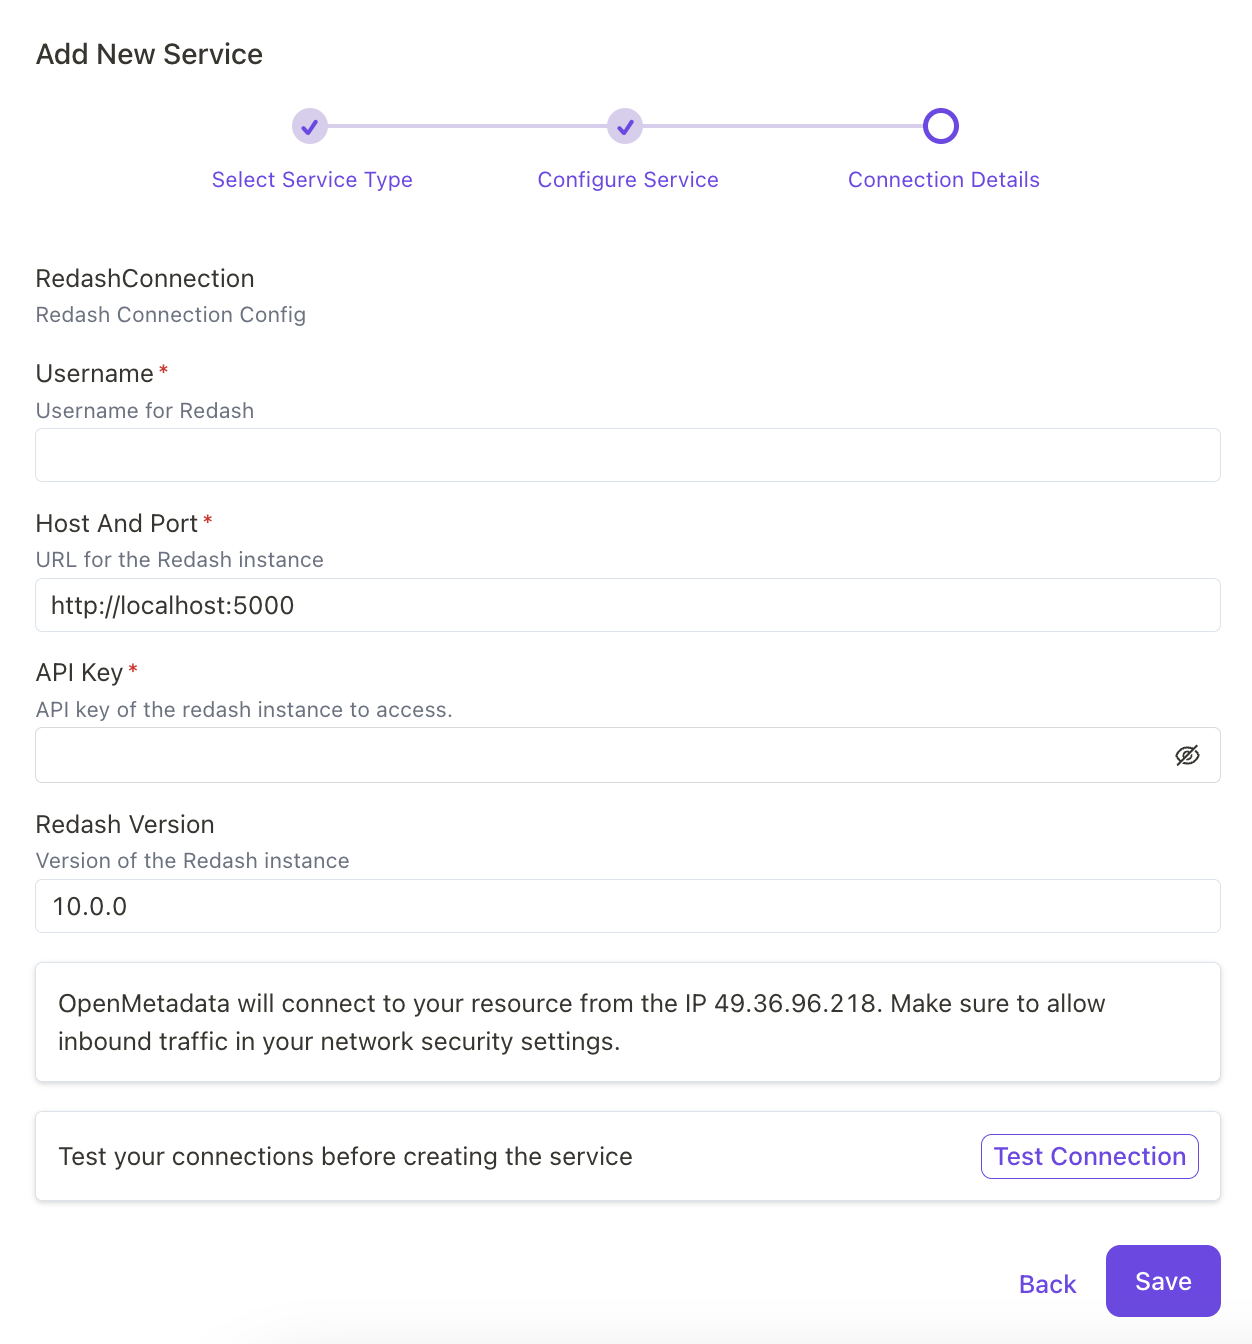 Add New Service
Select Service Type
Configure Service
Connection Details
RedashConnection
Redash Connection Config
Username*
Username for Redash
Host And Port*
URL for the Redash instance
http://localhost:5000
API Key*
API key of the redash instance to access.
Redash Version
Version of the Redash instance
10.0.0
OpenMetadata will connect to your resource from the IP 49.36.96.218. Make sure to allow
inbound traffic in your network security settings.
Test your connections before creating the service
Test Connection
Back
Save